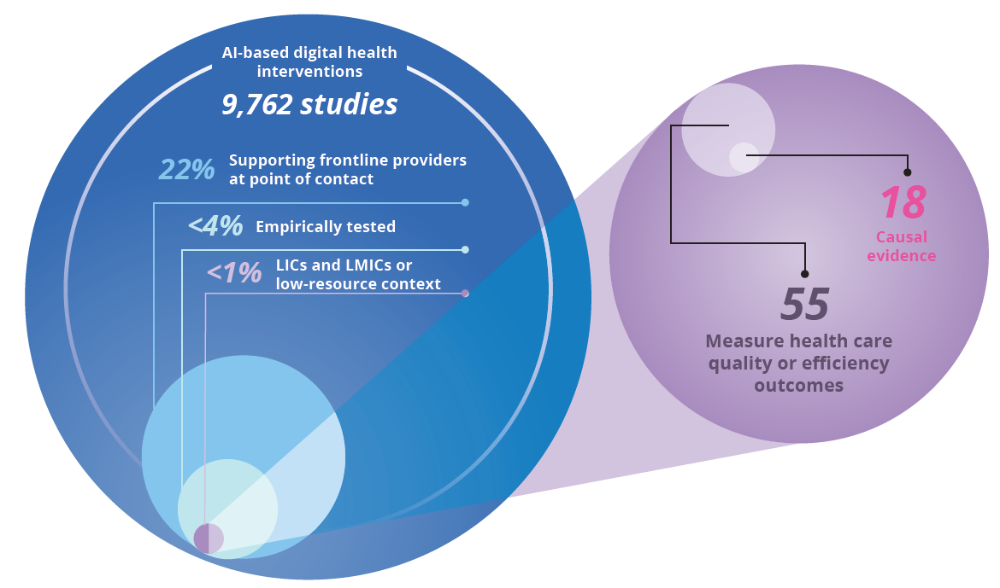 AI-based digital health
interventions
9,762 studies
22%
Supporting frontline providers
at point of contact
<4%
Empirically tested
<1%
LICs and LMICs or
low-resource context
18
Causal
evidence
55
Measure health care
quality or efficiency
outcomes